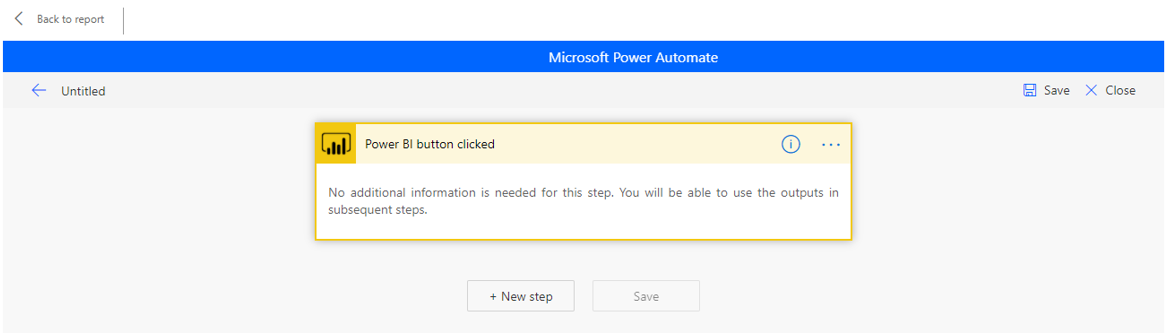 Back to report
Microsoft Power Automate
Untitled
Save
Close
Power BI button clicked
No additional information is needed for this step. You will be able to use the outputs in
subsequent steps.
+ New step
Save